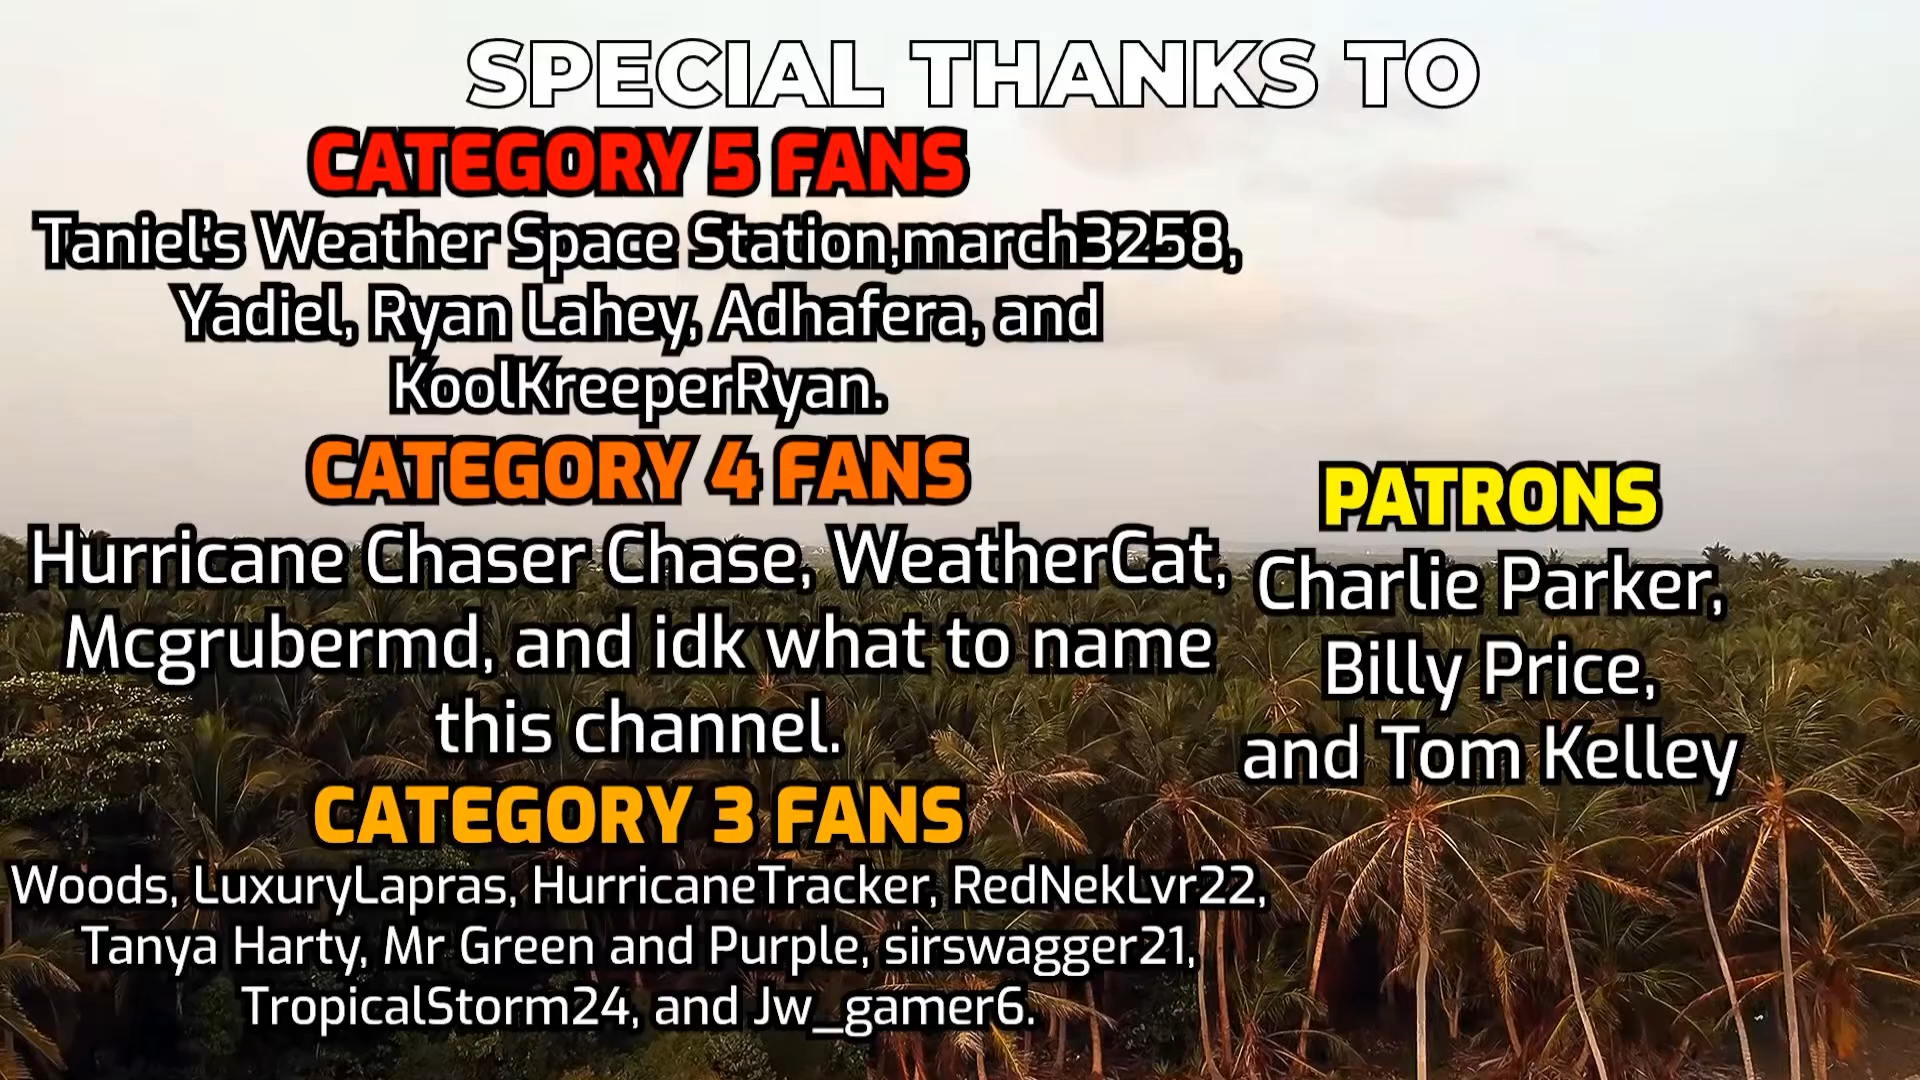 SPECIAL THANKS TO
CATEGORY 5 FANS
Taniel's Weather Space Station,march3258,
Yadiel, Ryan Lahey, Adhafera, and
KoolKreeperRyan.
CATEGORY 4 FANS
Hurricane Chaser Chase, WeatherCat,
Mcgrubermd, and idk what to name
this channel.
CATEGORY 3 FANS
Woods, LuxuryLapras, HurricaneTracker, RedNekLvr22,
Tanya Harty, Mr Green and Purple, sirswagger21,
TropicalStorm24, and Jw_gamer6.
PATRONS
Charlie Parker,
Billy Price,
and Tom Kelley